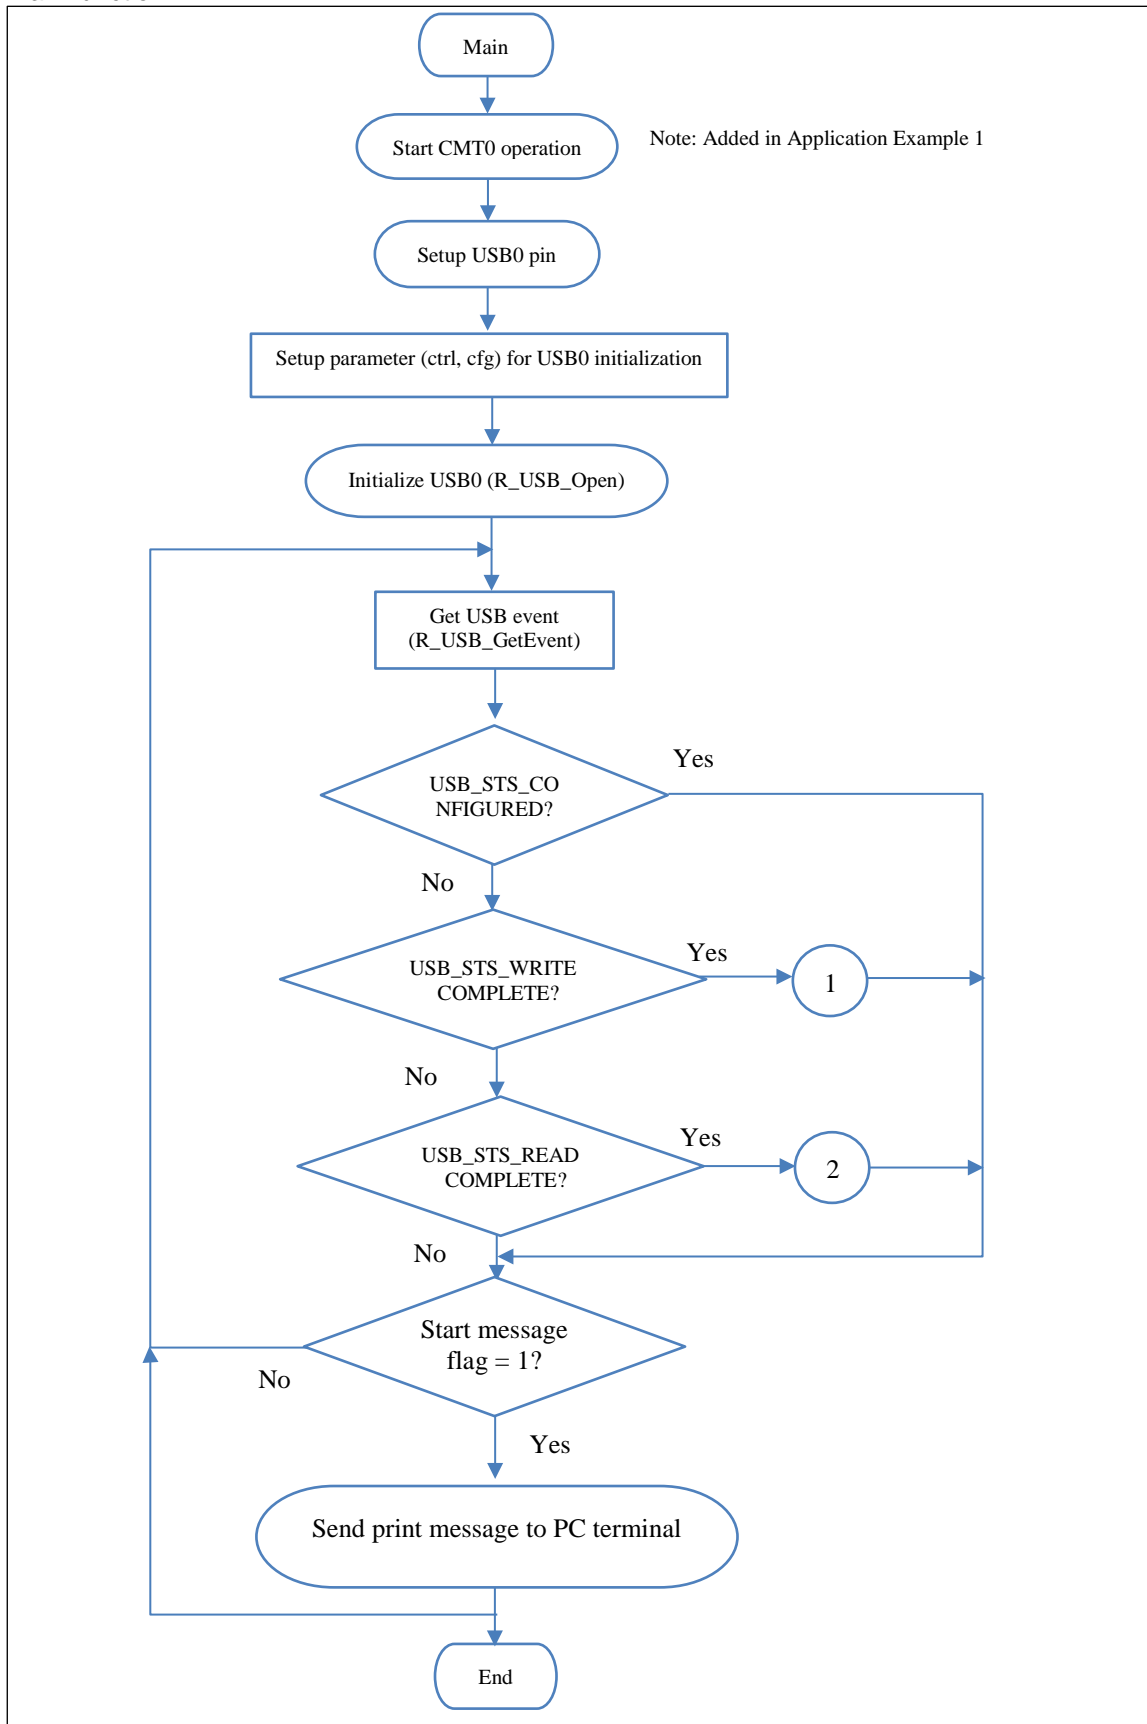 Main
Start CMT0 operation
Note: Added in Application Example 1
Setup USB0 pin
Setup parameter (ctrl, cfg) for USB0 initialization
Initialize USB0 (R_USB_Open)
Get USB event
(R_USB_GetEvent)
Yes
USB_STS_CO
NFIGURED?
No
Yes
USB_STS_WRITE
COMPLETE?
1
No
Yes
USB_STS_READ
COMPLETE?
2
No
Start message
flag = 1?
No
Yes
Send print message to PC terminal
End